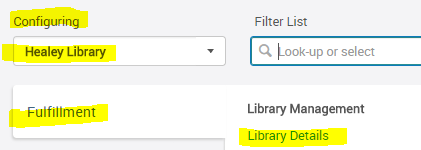 Configuring
Filter List
Healey Library
Look-up or select
Fulfillment
Library Management
Library Details